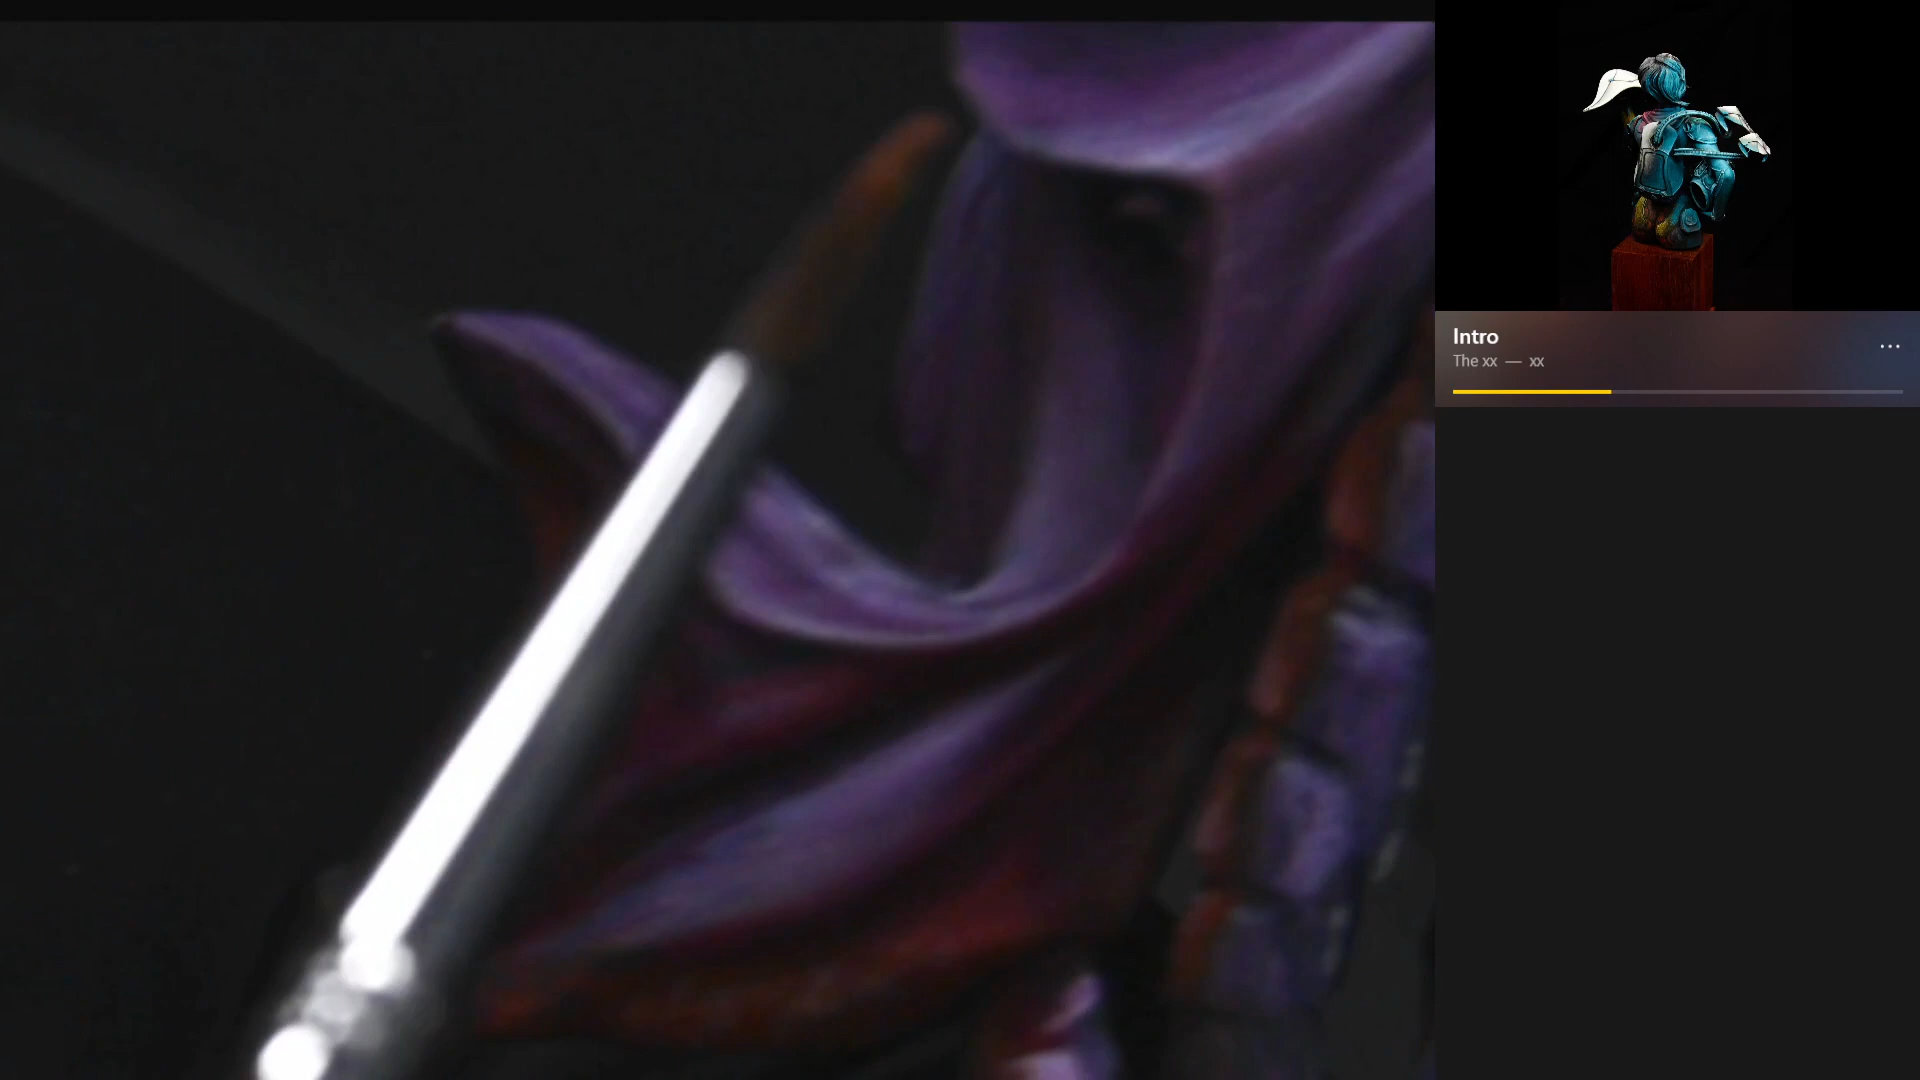 Intro
The xx — xx